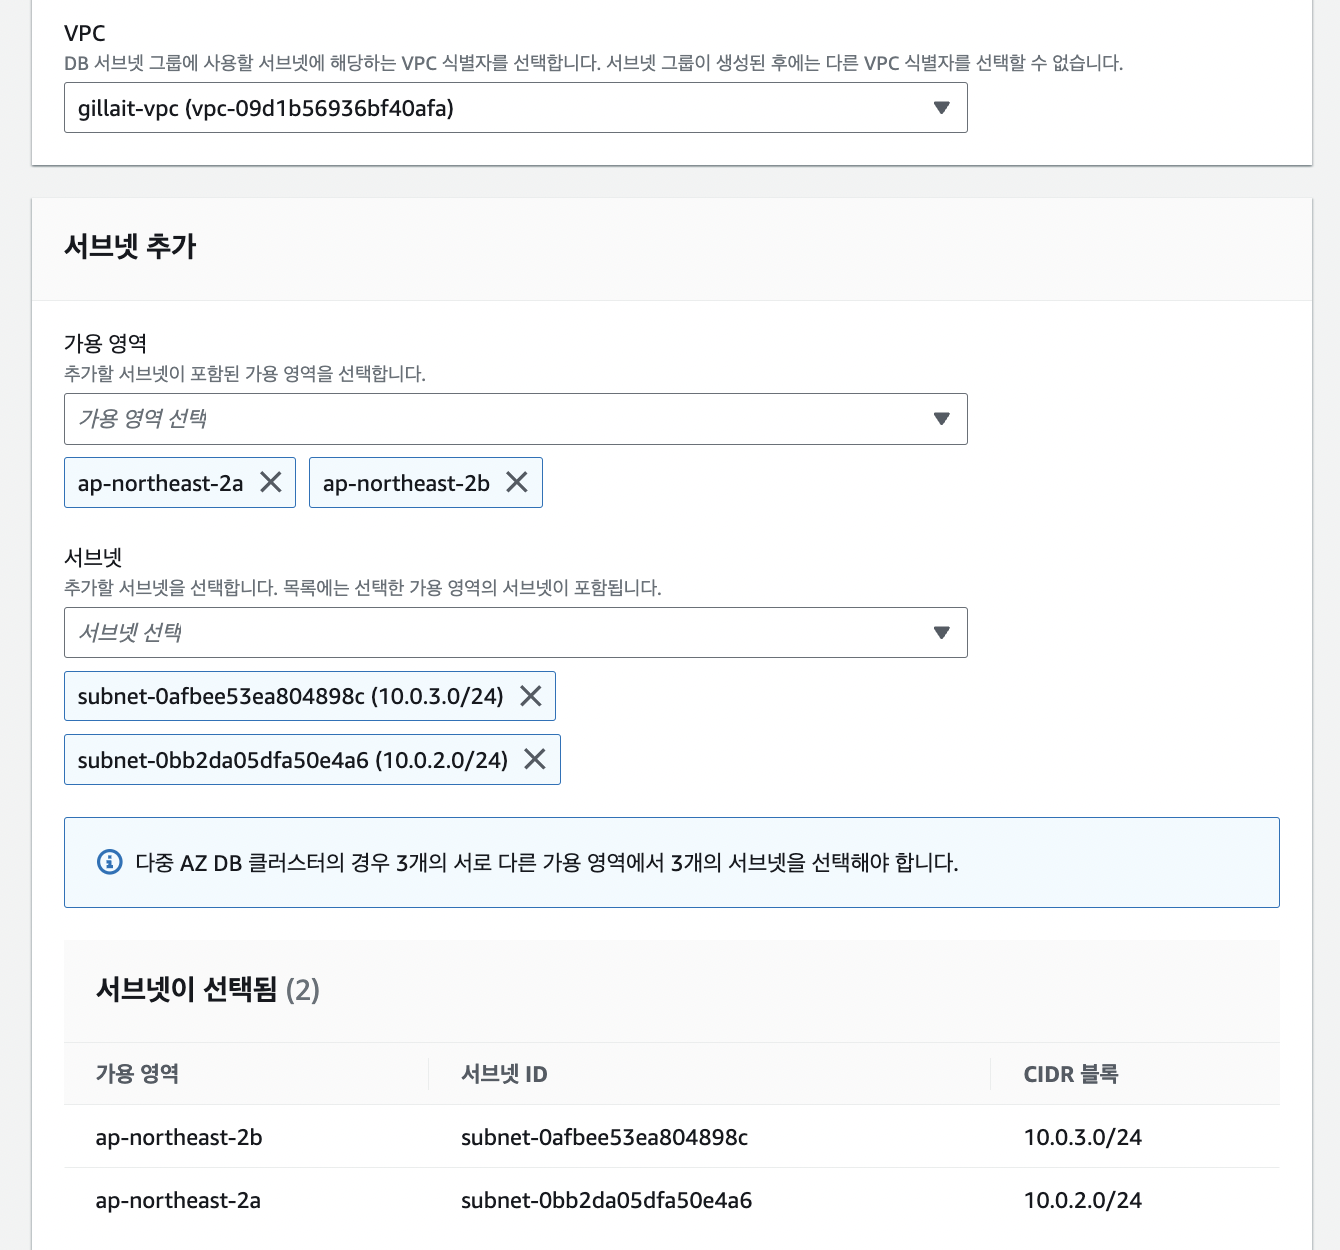 VPC
DB 서브넷 그룹에 사용할 서브넷에 해당하는 VPC 식별자를 선택합니다. 서브넷 그룹이 생성된 후에는 다른 VPC 식별자를 선택할 수 없습니다.
gillait-vpc (vpc-09d1b56936bf40afa)
서브넷 추가
가용 영역
추가할 서브넷이 포함된 가용 영역을 선택합니다.
가용 영역 선택
ap-northeast-2a ap-northeast-2b
서브넷
추가할 서브넷을 선택합니다. 목록에는 선택한 가용 영역의 서브넷이 포함됩니다.
서브넷 선택
subnet-0afbee53ea804898c (10.0.3.0/24)
subnet-0bb2da05dfa50e4a6 (10.0.2.0/24)
다중 AZ DB 클러스터의 경우 3개의 서로 다른 가용 영역에서 3개의 서브넷을 선택해야 합니다.
서브넷이 선택됨 (2)
가용 영역 서브넷 ID CIDR 블록
ap-northeast-2b subnet-0afbee53ea804898c 10.0.3.0/24
ap-northeast-2a subnet-0bb2da05dfa50e4a6 10.0.2.0/24